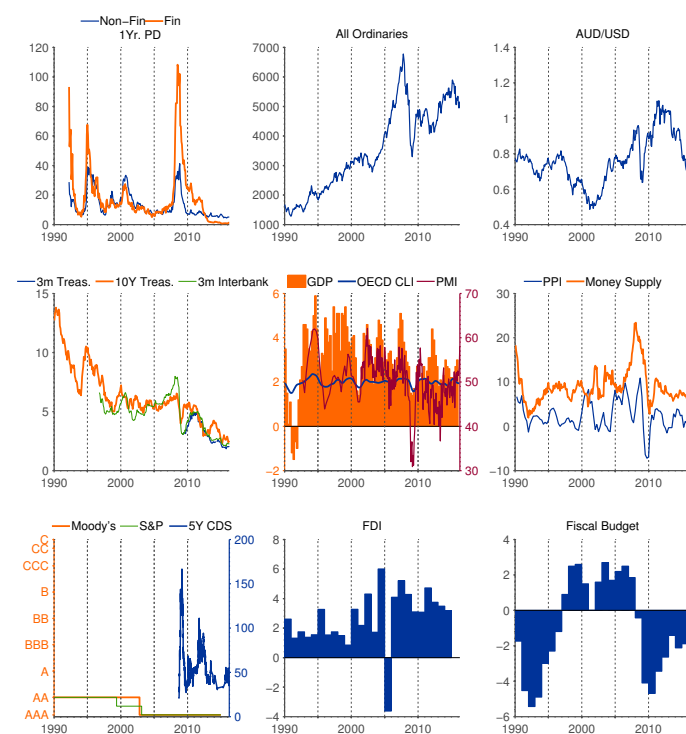 Non−Fin Fin
1Yr. PD
120
100
80
60
40
20
0
1990 2000 2010
All Ordinaries
7000
6000
5000
4000
3000
2000
1000
1990 2000 2010
AUD/USD
1.4
1.2
1
0.8
0.6
0.4
1990 2000 2010
3m Treas. 10Y Treas. 3m Interbank
15
10
5
0
1990 2000 2010
GDP OECD CLI PMI
6 70
4 60
2 50
0 40
−2 30
1990 2000 2010
PPI Money Supply
30
20
10
0
−10
1990 2000 2010
Moody's S&P 5Y CDS
C 200
CC
CCC
150
B
BB 100
BBB
A 50
AA
AAA 0
1990 2000 2010
FDI
8
6
4
2
0
−2
−4
1990 2000 2010
Fiscal Budget
4
2
0
−2
−4
−6
1990 2000 2010